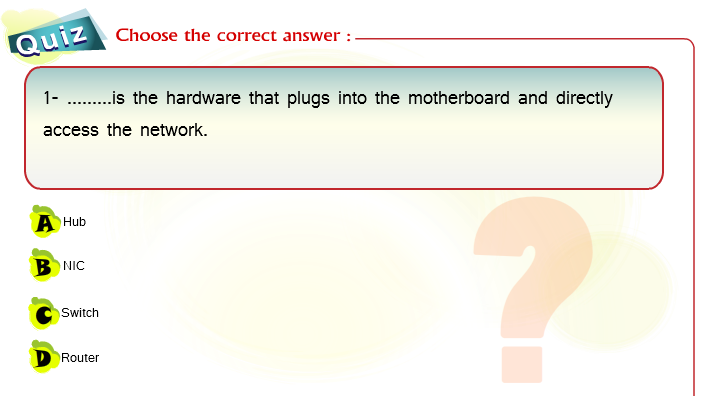 Quiz
Choose the correct answer :
1- .........is the hardware that plugs into the motherboard and directly
access the network.
A Hub
B NIC
C Switch
D Router
?